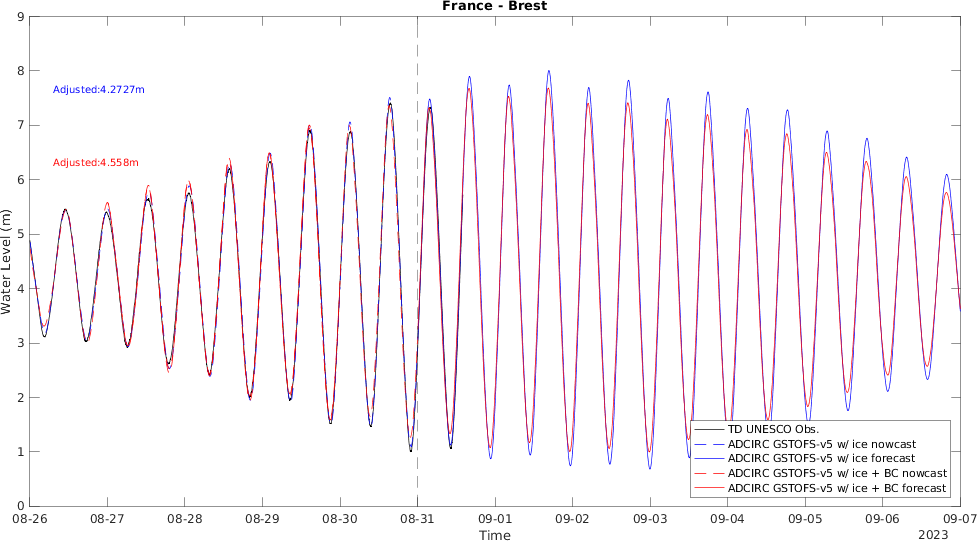 France - Brest
9
8
7
6
5
4
3
2
1
0
Water Level (m)
Adjusted:4.2727m
Adjusted:4.558m
TD UNESCO Obs.
ADCIRC GSTOFS-v5 w/ ice nowcast
ADCIRC GSTOFS-v5 w/ ice forecast
ADCIRC GSTOFS-v5 w/ ice + BC nowcast
ADCIRC GSTOFS-v5 w/ ice + BC forecast
08-26 08-27 08-28 08-29 08-30 08-31 09-01 09-02 09-03 09-04 09-05 09-06 09-07
Time
2023